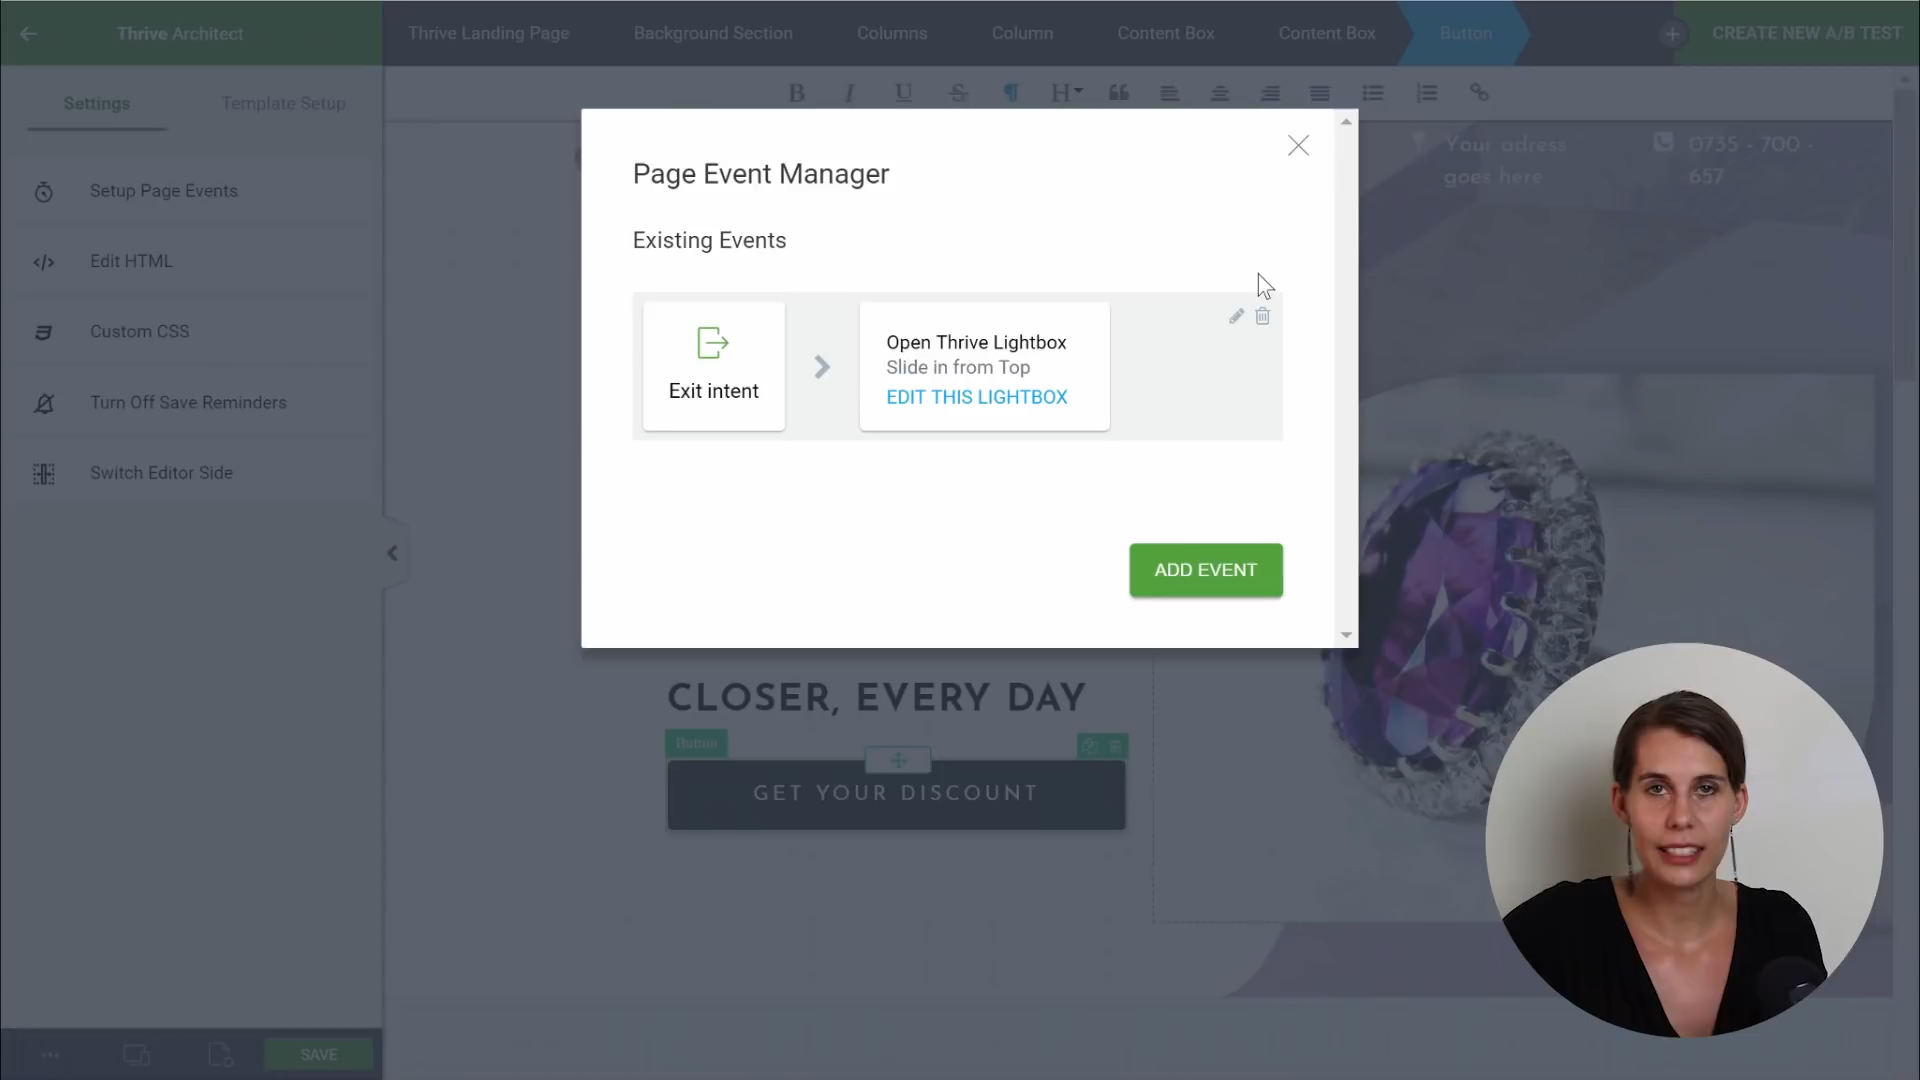 Thrive Architect
Thrive Landing Page
Background Section
Columns
Column
Content Box
Content Box
Button
CREATE NEW A/B TEST
Settings
Template Setup
B I U S ¶ H
Setup Page Events
Edit HTML
Custom CSS
Turn Off Save Reminders
Switch Editor Side
Your adress
goes here
0735 - 700 -
657
Page Event Manager
Existing Events
Exit intent
Open Thrive Lightbox
Slide in from Top
EDIT THIS LIGHTBOX
ADD EVENT
CLOSER, EVERY DAY
Button
GET YOUR DISCOUNT
SAVE